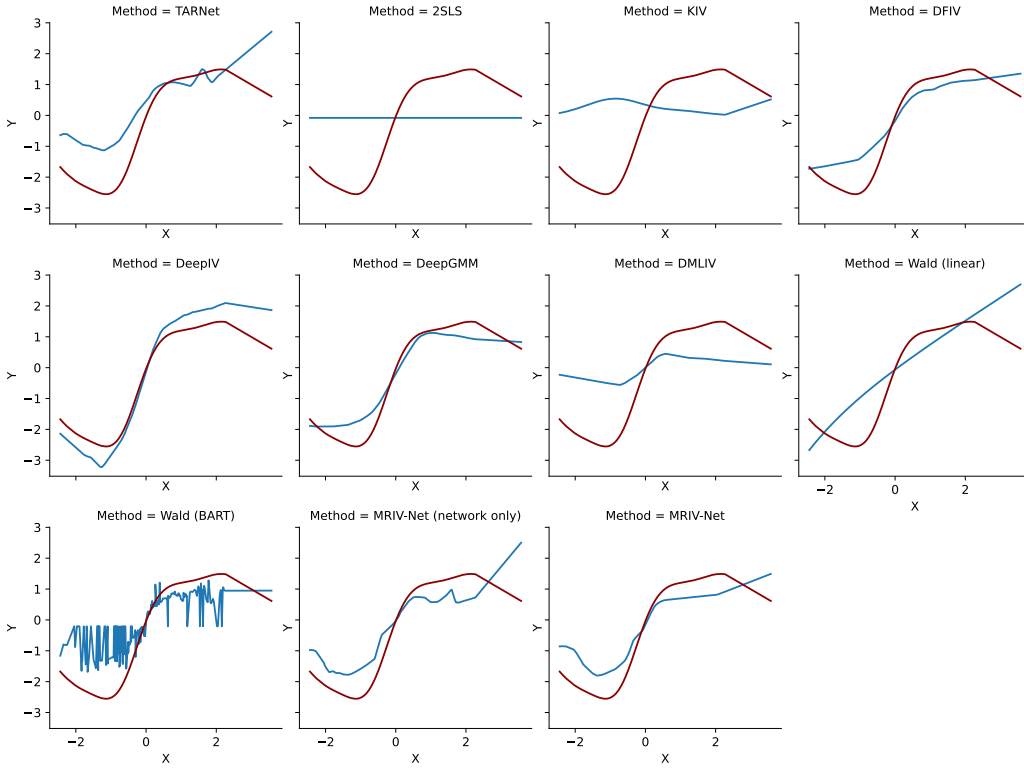 Method = TARNet
Method = 2SLS
Method = KIV
Method = DFIV
3
2
1
0
−1
−2
−3
Y
Y
Y
Y
X
X
X
X
Method = DeepIV
Method = DeepGMM
Method = DMLIV
Method = Wald (linear)
3
2
1
0
−1
−2
−3
Y
Y
Y
Y
X
X
X
−2
0
2
X
Method = Wald (BART)
Method = MRIV-Net (network only)
Method = MRIV-Net
3
2
1
0
−1
−2
−3
Y
Y
Y
−2
0
2
−2
0
2
−2
0
2
X
X
X